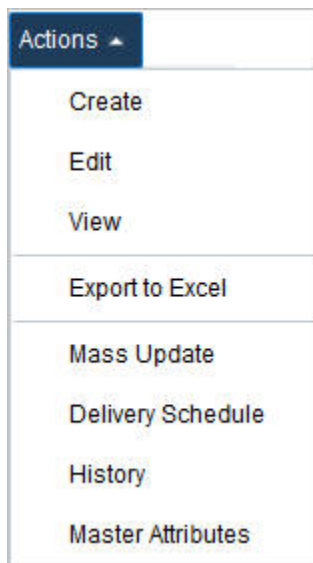 Actions
Create
Edit
View
Export to Excel
Mass Update
Delivery Schedule
History
Master Attributes